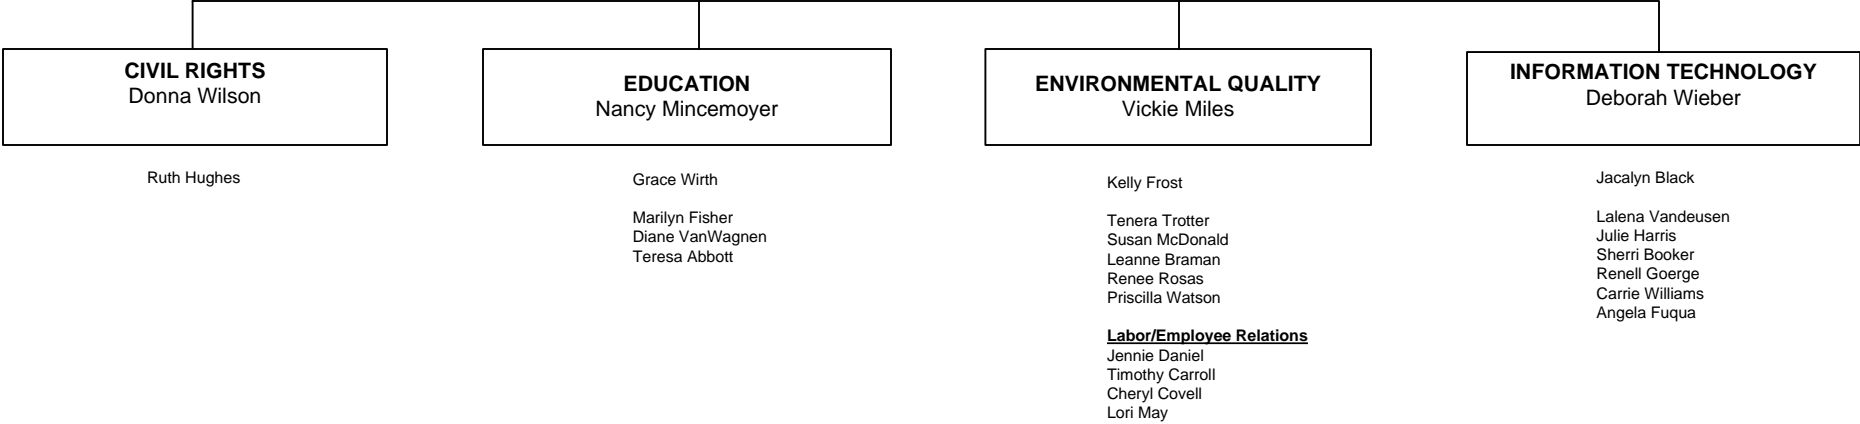 CIVIL RIGHTS
Donna Wilson
Ruth Hughes
EDUCATION
Nancy Mincemoyer
Grace Wirth
Marilyn Fisher
Diane VanWagnen
Teresa Abbott
ENVIRONMENTAL QUALITY
Vickie Miles
Kelly Frost
Tenera Trotter
Susan McDonald
Leanne Braman
Renee Rosas
Priscilla Watson
Labor/Employee Relations
Jennie Daniel
Timothy Carroll
Cheryl Covell
Lori May
INFORMATION TECHNOLOGY
Deborah Wieber
Jacalyn Black
Lalena Vandeusen
Julie Harris
Sherri Booker
Renell Goerge
Carrie Williams
Angela Fuqua